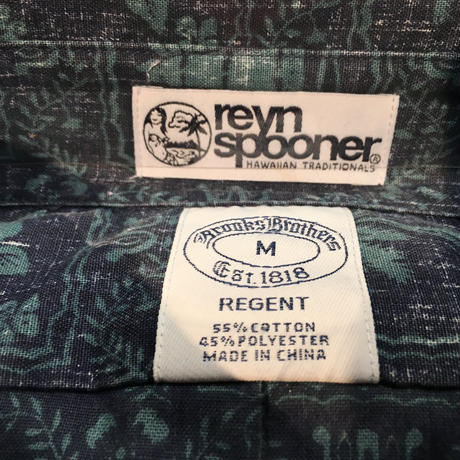 reyn
spooner®
HAWAIIAN TRADITIONALS
Brooks Brothers
M
Est. 1818
REGENT
55% COTTON
45% POLYESTER
MADE IN CHINA